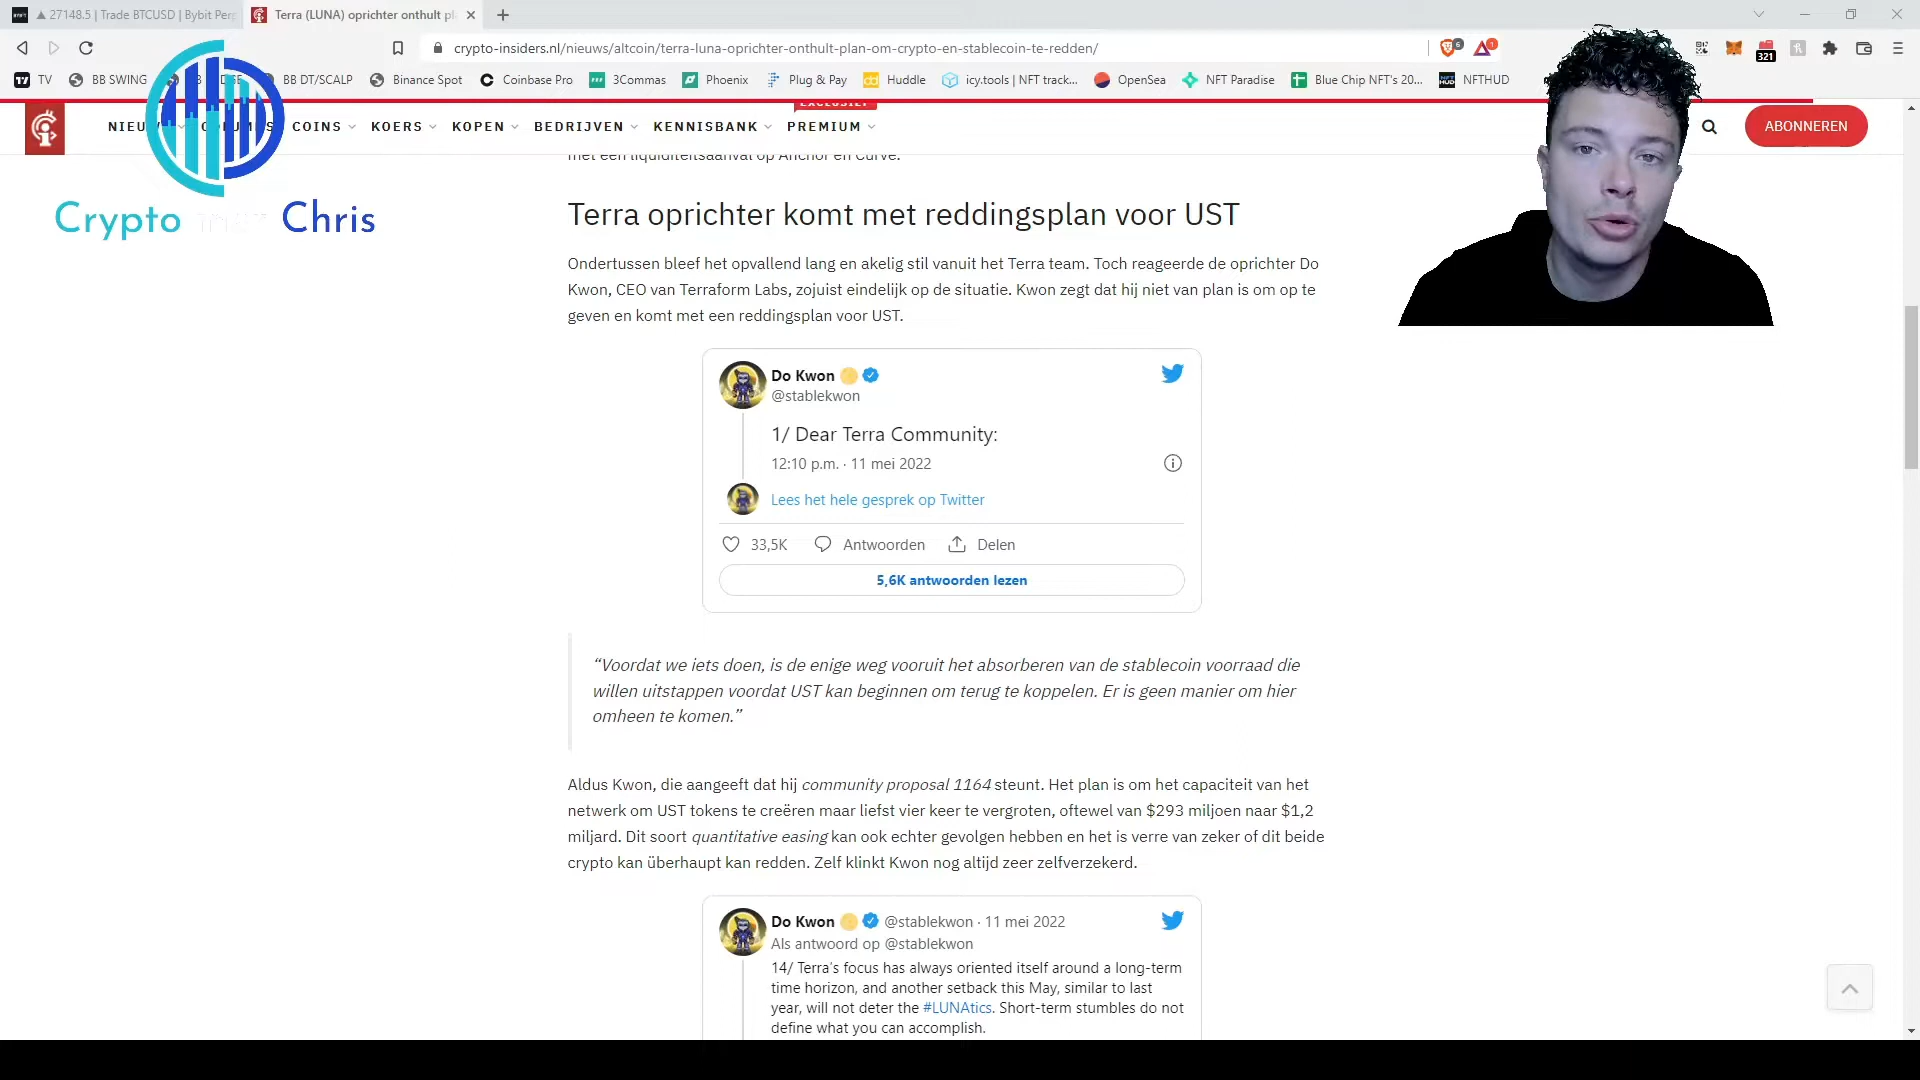 ▲ 27148.5 | Trade BTCUSD | Bybit Perp
Terra (LUNA) oprichter onthult pl
crypto-insiders.nl/nieuws/altcoin/terra-luna-oprichter-onthult-plan-om-crypto-en-stablecoin-te-redden/
6
1
321
TV
BB SWING
BB DT/SCALP
Binance Spot
Coinbase Pro
3Commas
Phoenix
Plug & Play
Huddle
icy.tools | NFT track...
OpenSea
NFT Paradise
Blue Chip NFT's 20...
NFTHUD
COINS
KOERS
KOPEN
BEDRIJVEN
KENNISBANK
EXCLUSIEF
PREMIUM
ABONNEREN
Crypto met Chris
met een liquiditeitsaanval op Anchor en Curve.
Terra oprichter komt met reddingsplan voor UST
Ondertussen bleef het opvallend lang en akelig stil vanuit het Terra team. Toch reageerde de oprichter Do
Kwon, CEO van Terraform Labs, zojuist eindelijk op de situatie. Kwon zegt dat hij niet van plan is om op te
geven en komt met een reddingsplan voor UST.
Do Kwon
@stablekwon
1/ Dear Terra Community:
12:10 p.m. · 11 mei 2022
Lees het hele gesprek op Twitter
33,5K Antwoorden Delen
5,6K antwoorden lezen
“Voordat we iets doen, is de enige weg vooruit het absorberen van de stablecoin voorraad die
willen uitstappen voordat UST kan beginnen om terug te koppelen. Er is geen manier om hier
omheen te komen.”
Aldus Kwon, die aangeeft dat hij community proposal 1164 steunt. Het plan is om het capaciteit van het
netwerk om UST tokens te creëren maar liefst vier keer te vergroten, oftewel van $293 miljoen naar $1,2
miljard. Dit soort quantitative easing kan ook echter gevolgen hebben en het is verre van zeker of dit beide
crypto kan überhaupt kan redden. Zelf klinkt Kwon nog altijd zeer zelfverzekerd.
Do Kwon @stablekwon · 11 mei 2022
Als antwoord op @stablekwon
14/ Terra's focus has always oriented itself around a long-term
time horizon, and another setback this May, similar to last
year, will not deter the #LUNAtics. Short-term stumbles do not
define what you can accomplish.